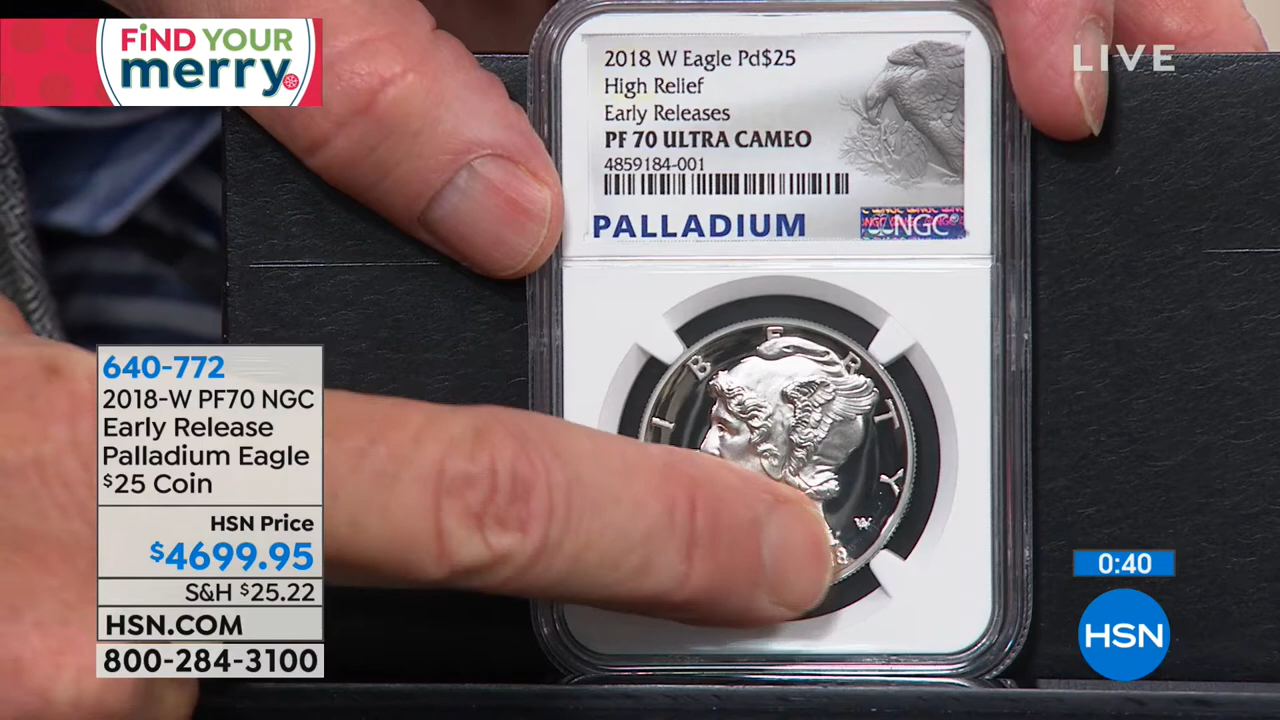 FiND YOUR
merry.
LIVE
2018 W Eagle Pd$25
High Relief
Early Releases
PF 70 ULTRA CAMEO
4859184-001
PALLADIUM
NGC
LIBERTY
640-772
2018-W PF70 NGC
Early Release
Palladium Eagle
$25 Coin
HSN Price
$4699.95
S&H $25.22
HSN.COM
800-284-3100
0:40
HSN